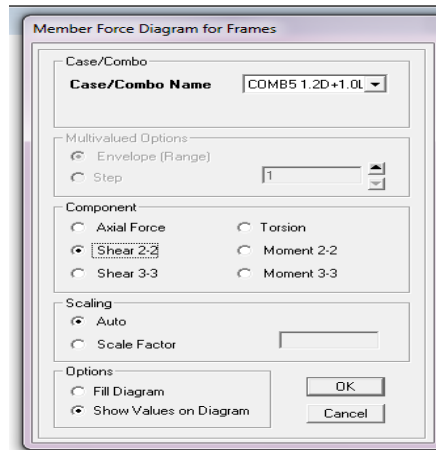 Member Force Diagram for Frames
Case/Combo
Case/Combo Name COMB5 1.2D+1.0L
Multivalued Options
Envelope (Range)
Step 1
Component
Axial Force Torsion
Shear 2-2 Moment 2-2
Shear 3-3 Moment 3-3
Scaling
Auto
Scale Factor
Options
Fill Diagram OK
Show Values on Diagram Cancel